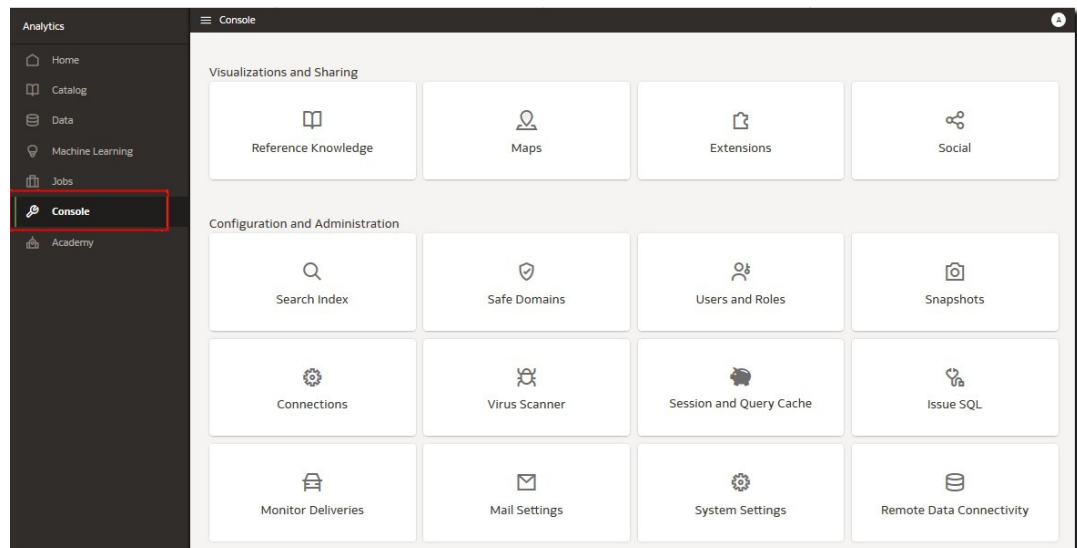 Analytics
Console
A
Home
Catalog
Data
Machine Learning
Jobs
Console
Academy
Visualizations and Sharing
Reference Knowledge
Maps
Extensions
Social
Configuration and Administration
Search Index
Safe Domains
Users and Roles
Snapshots
Connections
Virus Scanner
Session and Query Cache
Issue SQL
Monitor Deliveries
Mail Settings
System Settings
Remote Data Connectivity